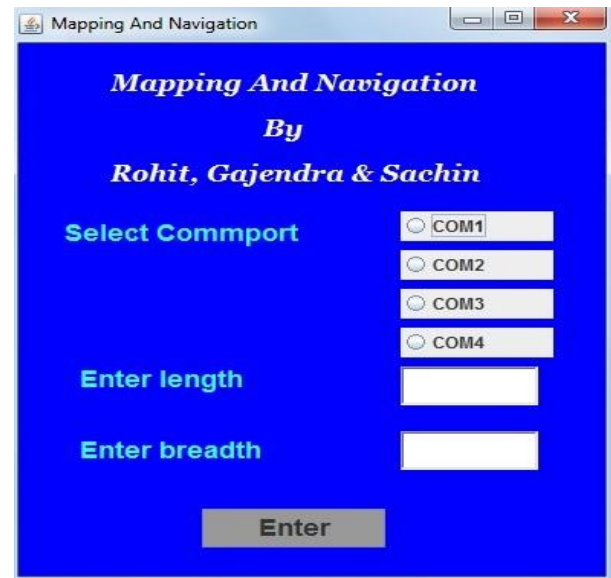 Mapping And Navigation
Mapping And Navigation
By
Rohit, Gajendra & Sachin
Select Commport
COM1
COM2
COM3
COM4
Enter length
Enter breadth
Enter